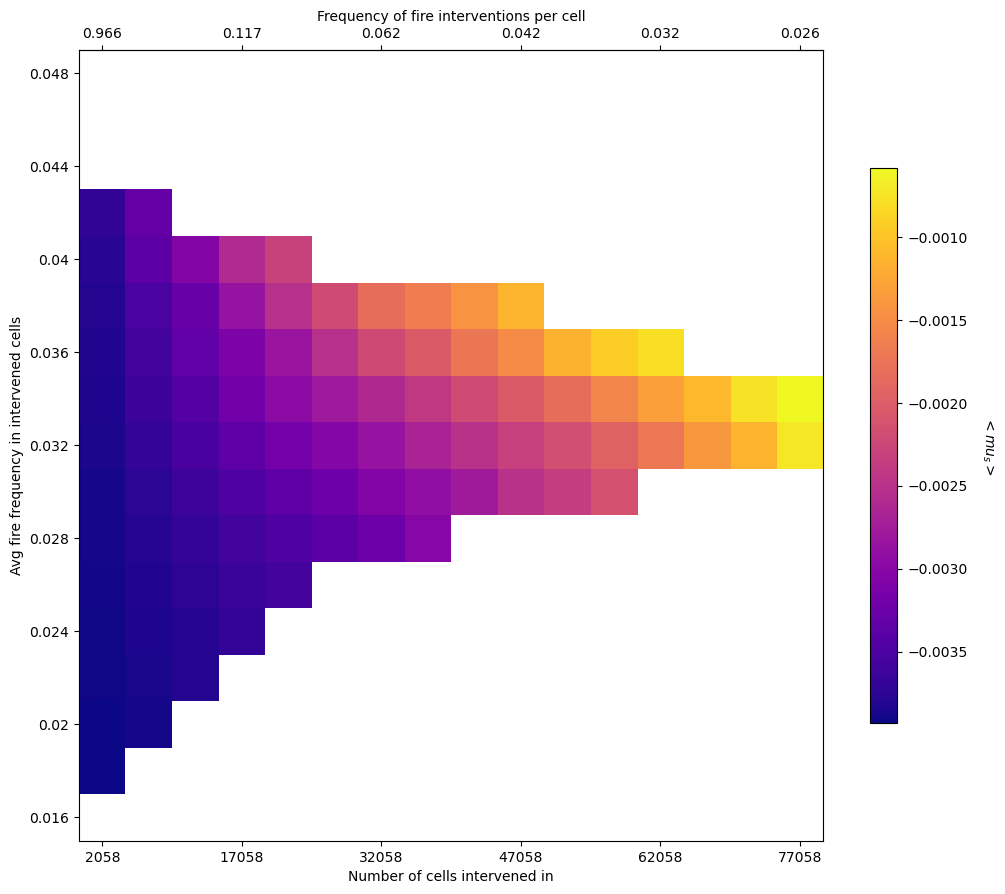 Frequency of fire interventions per cell
0.966 0.117 0.062 0.042 0.032 0.026
0.048
0.044
0.04
0.036
0.032
0.028
0.024
0.02
0.016
Avg fire frequency in intervened cells
2058 17058 32058 47058 62058 77058
Number of cells intervened in
−0.0010
−0.0015
−0.0020
−0.0025
−0.0030
−0.0035
< mu_s >